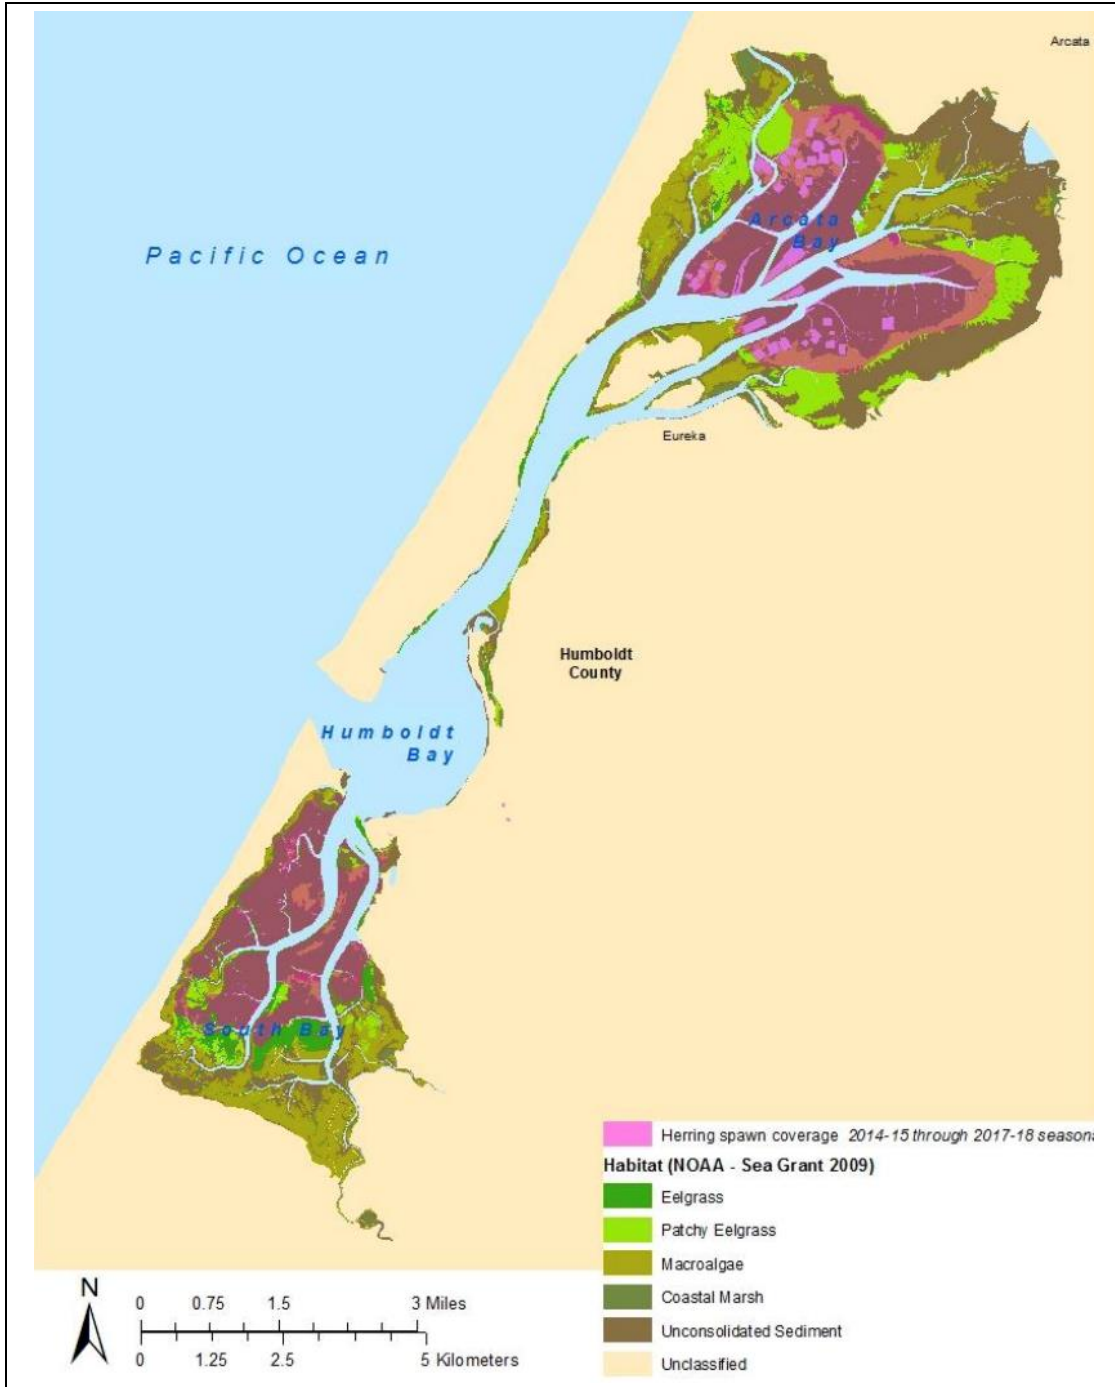 Arcata
Pacific Ocean
Arcata
Bay
Eureka
Humboldt
County
Humboldt
Bay
South Bay
Herring spawn coverage 2014-15 through 2017-18 season
Habitat (NOAA - Sea Grant 2009)
Eelgrass
Patchy Eelgrass
Macroalgae
Coastal Marsh
Unconsolidated Sediment
Unclassified
N
0 0.75 1.5 3 Miles
0 1.25 2.5 5 Kilometers